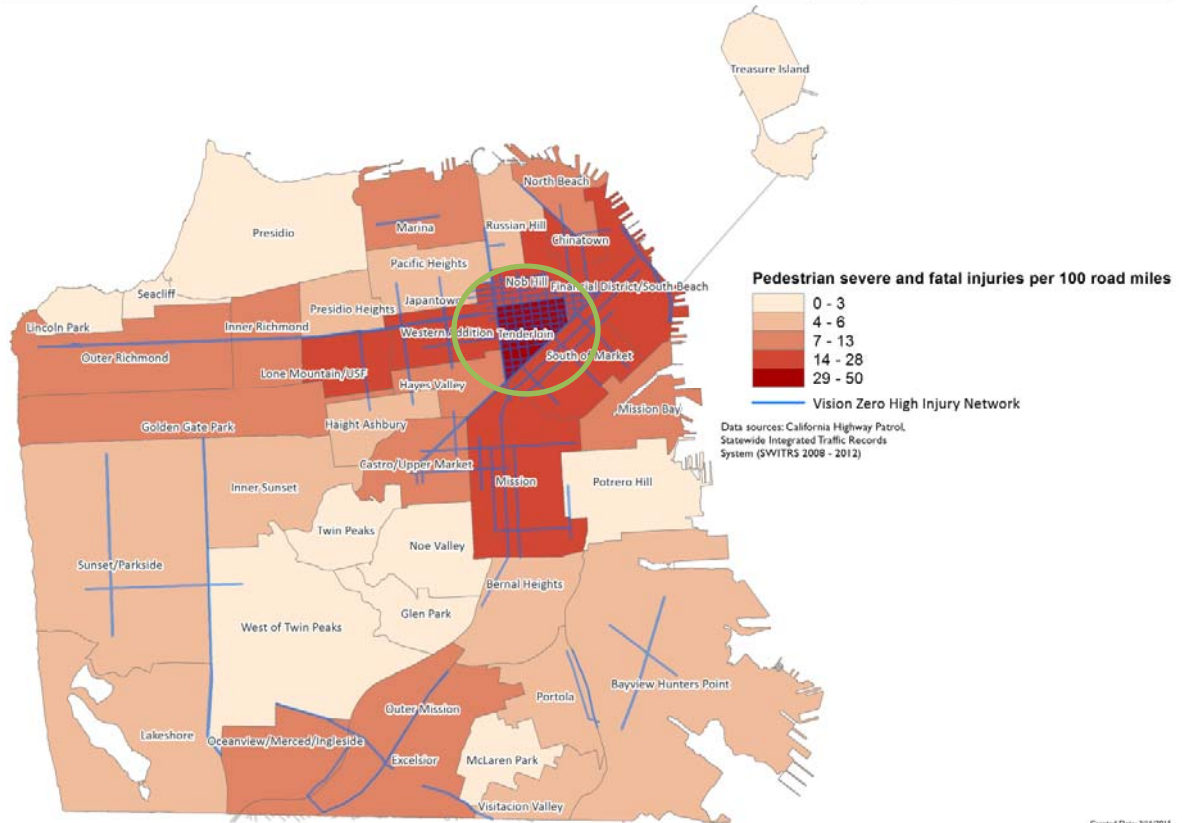 Treasure Island
North Beach
Russian Hill
Marina
Presidio
Chinatown
Pacific Heights
Nob Hill
Financial District/South Beach
Seacliff
Japantown
Presidio Heights
Lincoln Park
Inner Richmond
Western Addition
Tenderloin
Outer Richmond
South of Market
Lone Mountain/USF
Hayes Valley
Mission Bay
Golden Gate Park
Haight Ashbury
Castro/Upper Market
Inner Sunset
Mission
Potrero Hill
Twin Peaks
Noe Valley
Sunset/Parkside
Bernal Heights
Glen Park
West of Twin Peaks
Bayview Hunters Point
Portola
Outer Mission
Lakeshore
Oceanview/Merced/Ingleside
Excelsior
McLaren Park
Visitacion Valley
Pedestrian severe and fatal injuries per 100 road miles
0 - 3
4 - 6
7 - 13
14 - 28
29 - 50
Vision Zero High Injury Network
Data sources: California Highway Patrol,
Statewide Integrated Traffic Records
System (SWITRS 2008 - 2012)